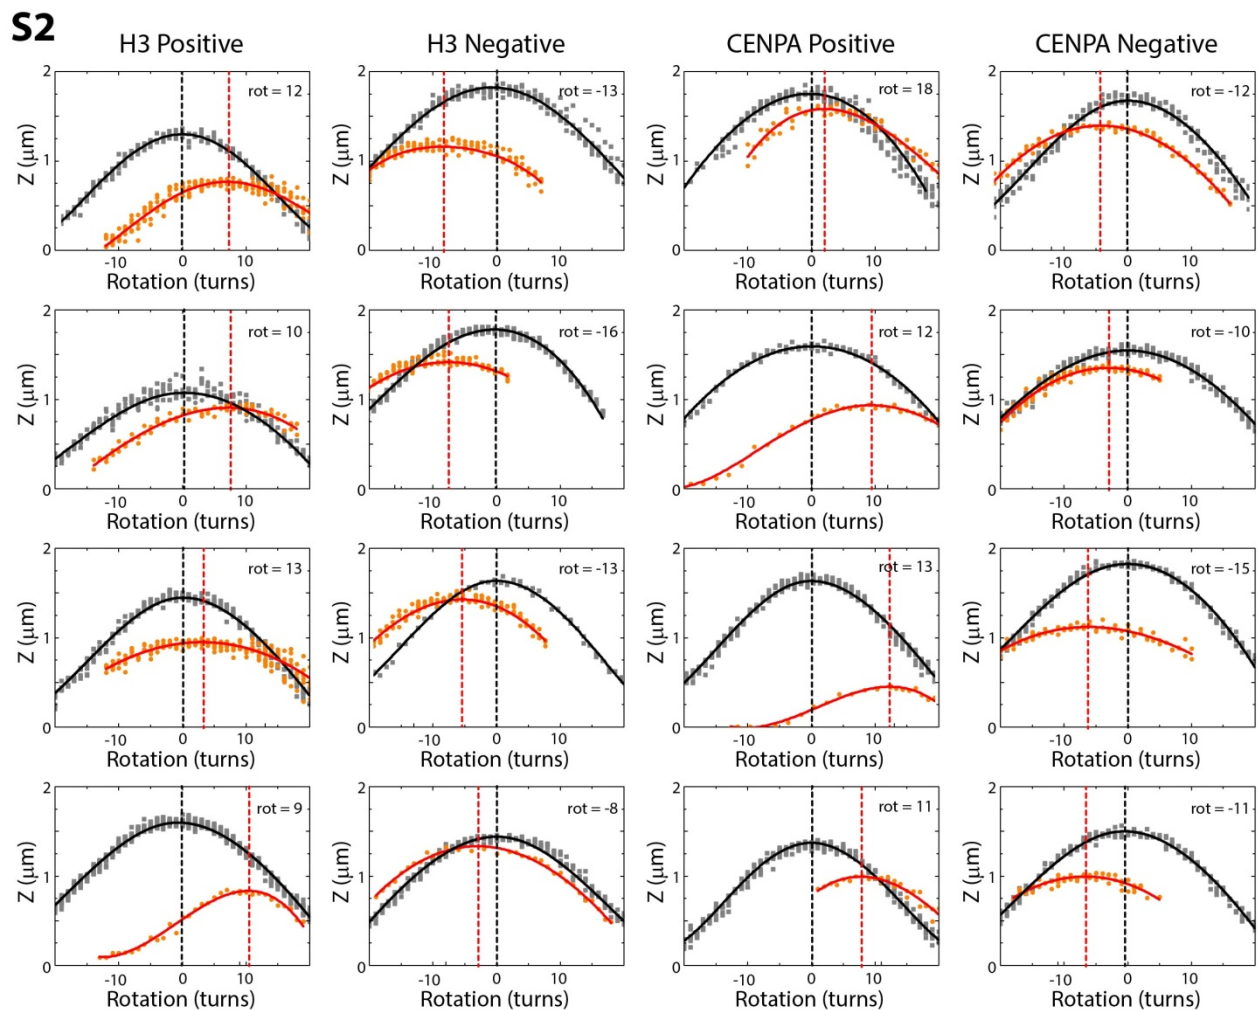 S2
H3 Positive
H3 Negative
CENPA Positive
CENPA Negative
2
1
0
Z (μm)
-10 0 10
Rotation (turns)
rot = 12
2
1
0
Z (μm)
-10 0 10
Rotation (turns)
rot = -13
2
1
0
Z (μm)
-10 0 10
Rotation (turns)
rot = 18
2
1
0
Z (μm)
-10 0 10
Rotation (turns)
rot = -12
2
1
0
Z (μm)
-10 0 10
Rotation (turns)
rot = 10
2
1
0
Z (μm)
-10 0 10
Rotation (turns)
rot = -16
2
1
0
Z (μm)
-10 0 10
Rotation (turns)
rot = 12
2
1
0
Z (μm)
-10 0 10
Rotation (turns)
rot = -10
2
1
0
Z (μm)
-10 0 10
Rotation (turns)
rot = 13
2
1
0
Z (μm)
-10 0 10
Rotation (turns)
rot = -13
2
1
0
Z (μm)
-10 0 10
Rotation (turns)
rot = 13
2
1
0
Z (μm)
-10 0 10
Rotation (turns)
rot = -15
2
1
0
Z (μm)
-10 0 10
Rotation (turns)
rot = 9
2
1
0
Z (μm)
-10 0 10
Rotation (turns)
rot = -8
2
1
0
Z (μm)
-10 0 10
Rotation (turns)
rot = 11
2
1
0
Z (μm)
-10 0 10
Rotation (turns)
rot = -11